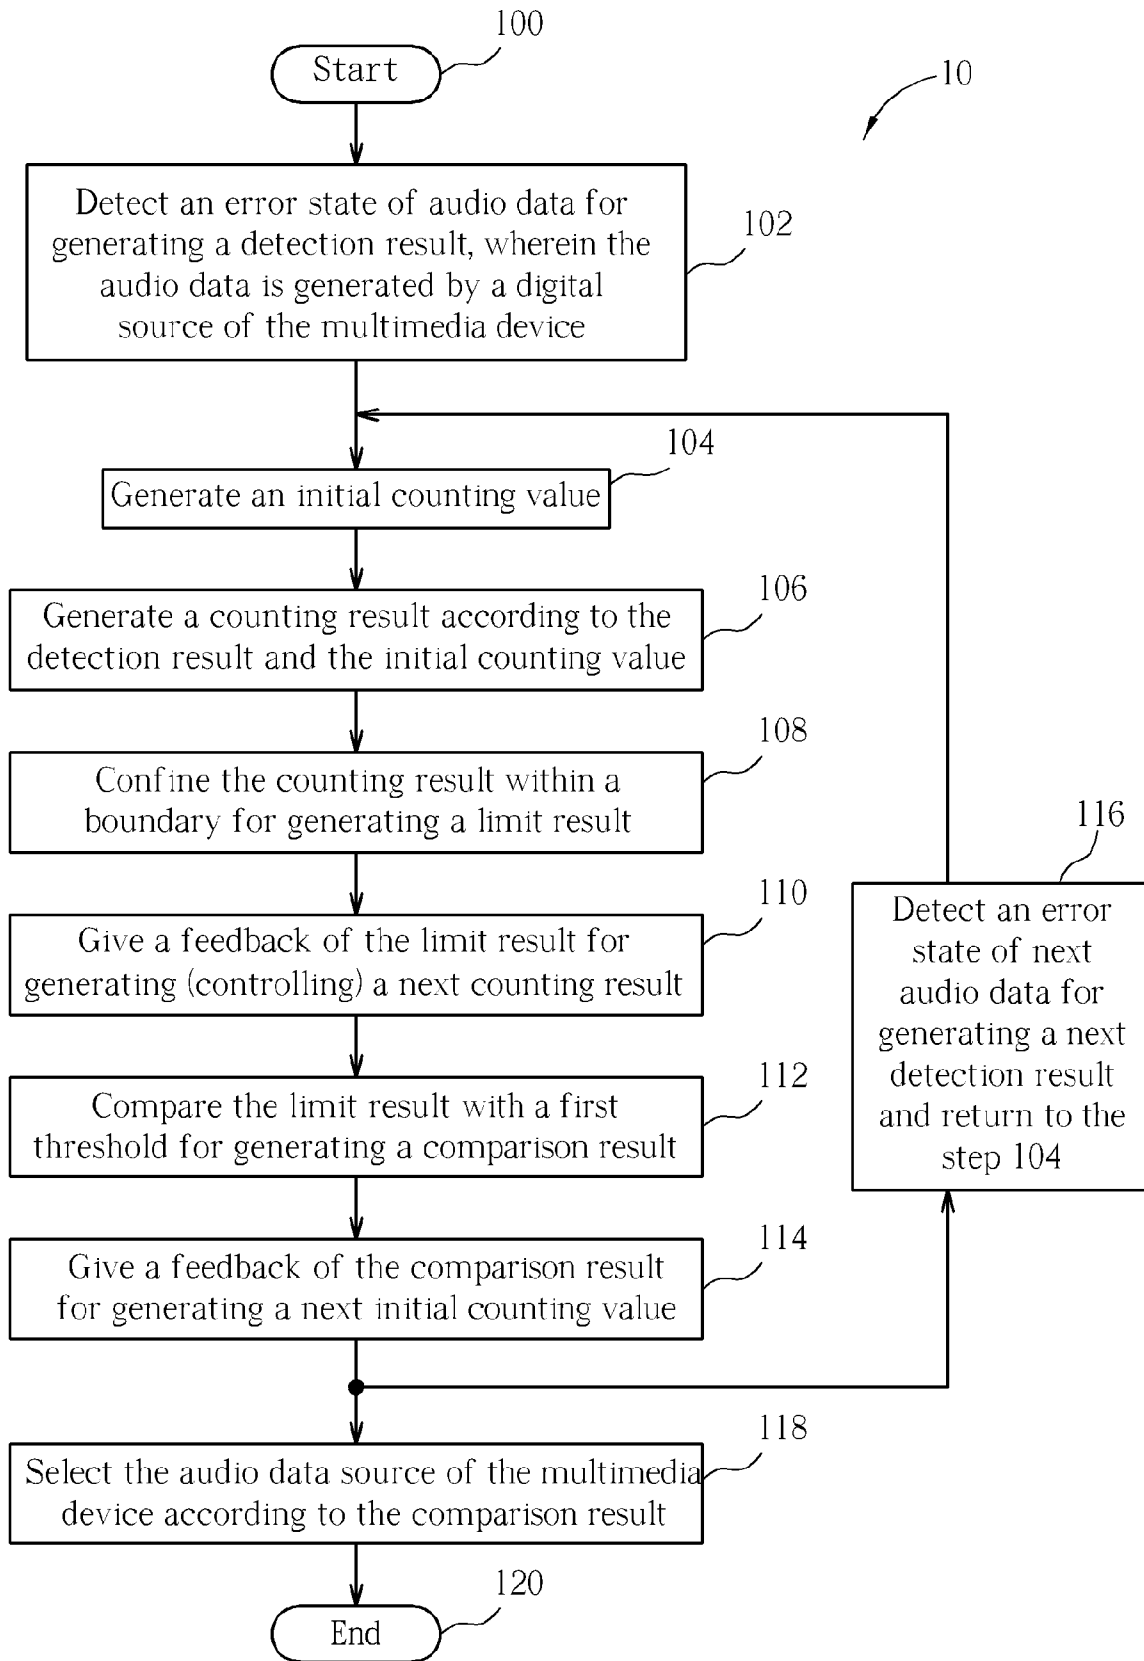 100
Start
10
Detect an error state of audio data for
generating a detection result, wherein the
audio data is generated by a digital
source of the multimedia device
102
104
Generate an initial counting value
106
Generate a counting result according to the
detection result and the initial counting value
108
Confine the counting result within a
boundary for generating a limit result
110
Give a feedback of the limit result for
generating (controlling) a next counting result
112
Compare the limit result with a first
threshold for generating a comparison result
114
Give a feedback of the comparison result
for generating a next initial counting value
116
Detect an error
state of next
audio data for
generating a next
detection result
and return to the
step 104
118
Select the audio data source of the multimedia
device according to the comparison result
120
End